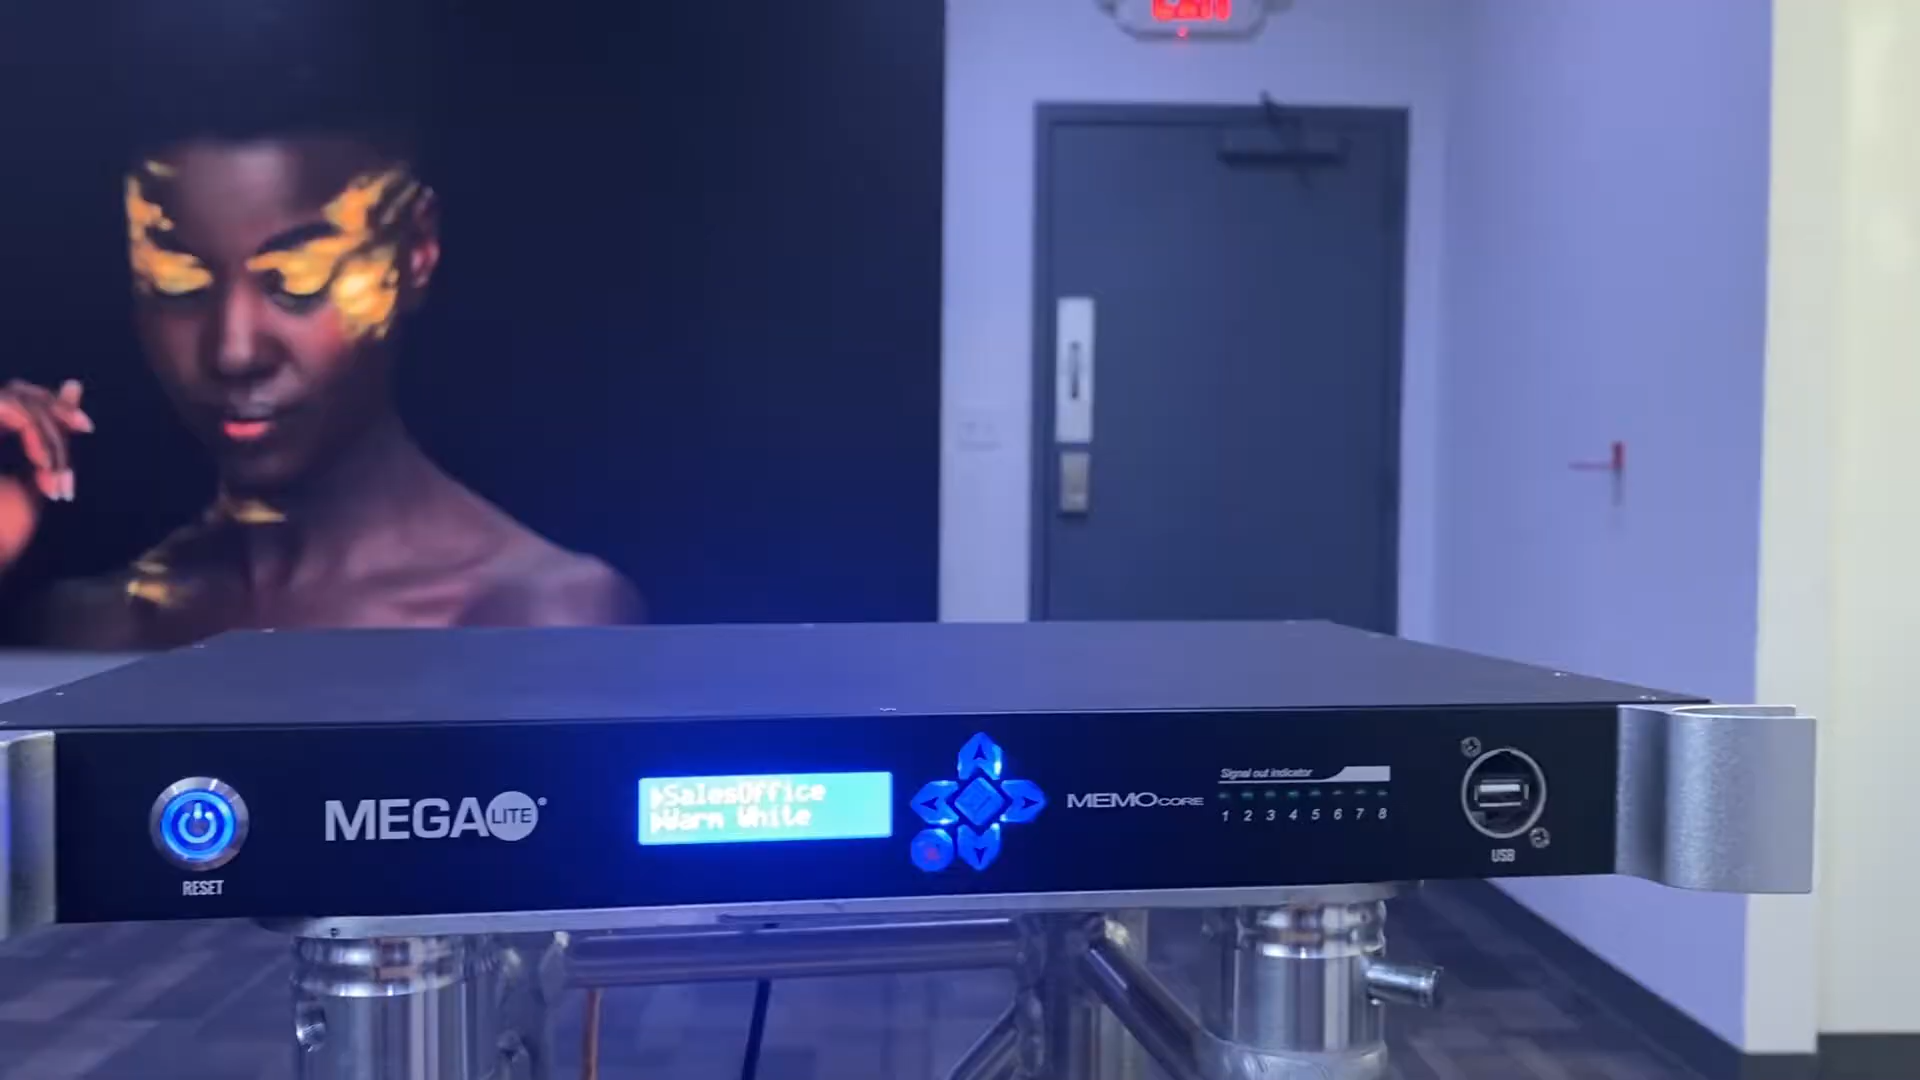 EXIT
MEGA LITE
RESET
SalesOffice
Warm White
MEMOCORE
Signal out indicator
1 2 3 4 5 6 7 8
USB